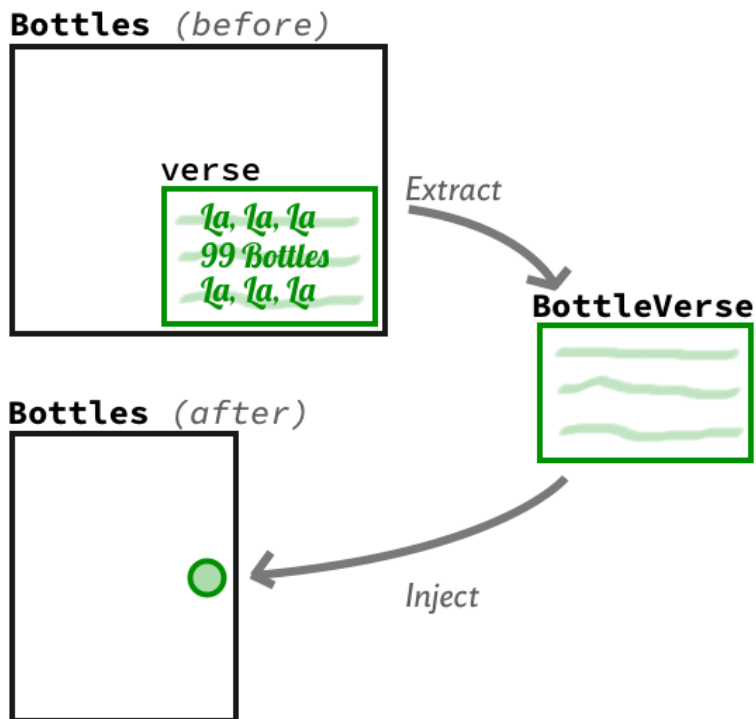 Bottles (before)
verse
La, La, La
99 Bottles
La, La, La
Extract
BottleVerse
Bottles (after)
Inject